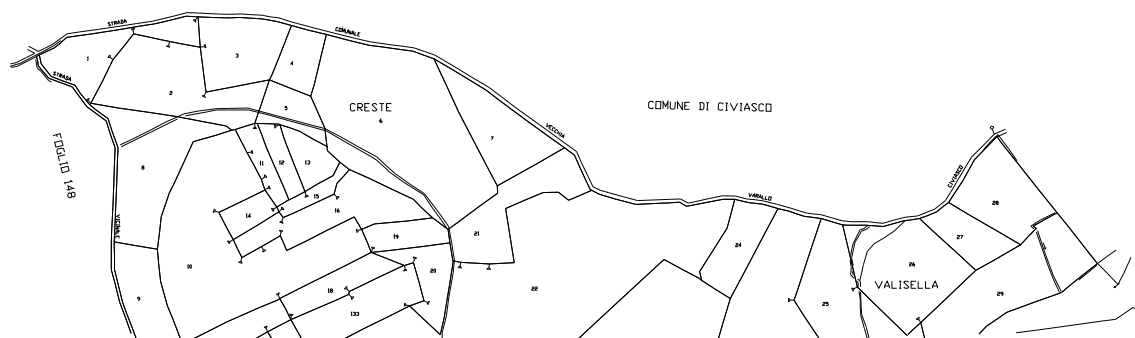 STRADA
COMUNALE
VECCHIA
VARALLO
CIVIASCO
STRADA
VICINALE
FOGLIO 148
CRESTE
COMUNE DI CIVIASCO
VALISELLA
1
2
3
4
5
6
7
8
9
10
11
12
13
14
15
16
18
19
20
21
22
24
25
26
27
28
29
133